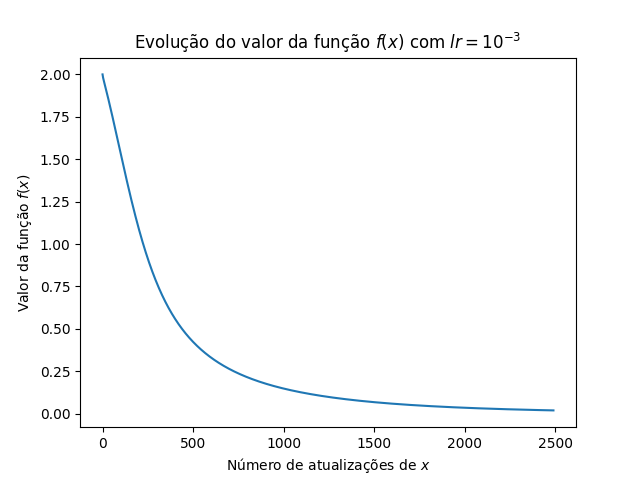 Evolução do valor da função f(x) com lr = 10⁻³
Valor da função f(x)
2.00
1.75
1.50
1.25
1.00
0.75
0.50
0.25
0.00
0 500 1000 1500 2000 2500
Número de atualizações de x